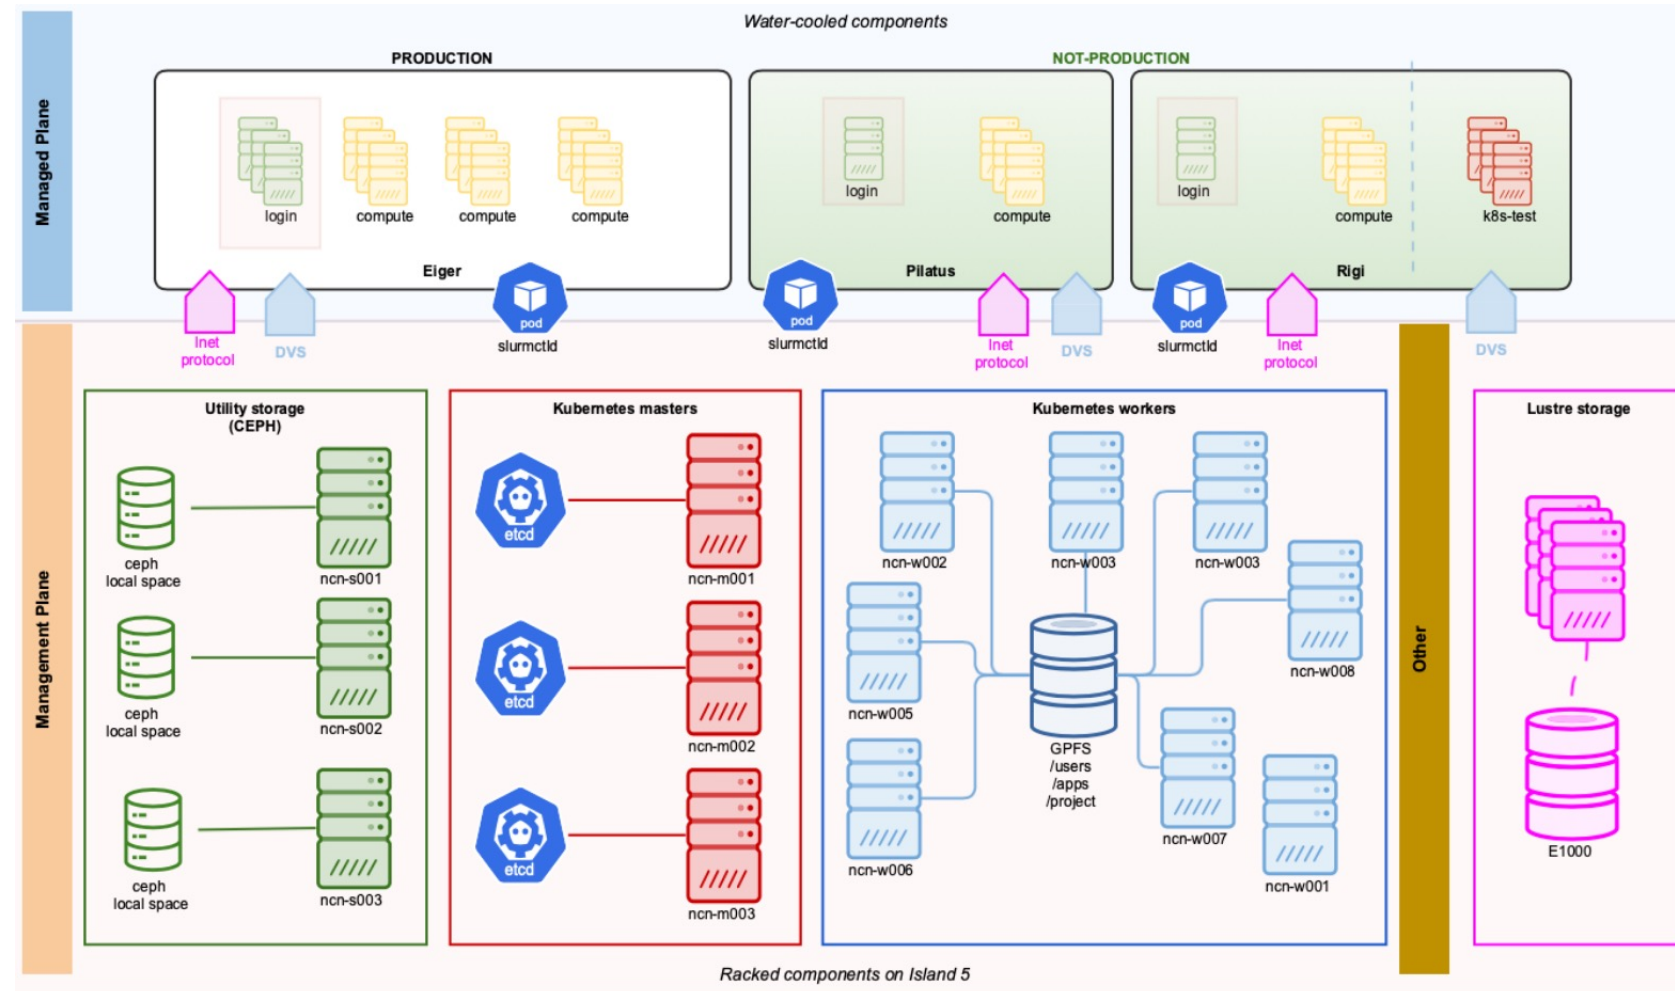 Water-cooled components
PRODUCTION
NOT-PRODUCTION
Managed Plane
login
compute
compute
compute
Eiger
login
compute
Pilatus
login
compute
k8s-test
Rigi
lnet
protocol
DVS
pod
slurmctld
pod
slurmctld
lnet
protocol
DVS
pod
slurmctld
lnet
protocol
DVS
Management Plane
Utility storage
(CEPH)
ceph
local space
ncn-s001
ceph
local space
ncn-s002
ceph
local space
ncn-s003
Kubernetes masters
etcd
ncn-m001
etcd
ncn-m002
etcd
ncn-m003
Kubernetes workers
ncn-w002
ncn-w003
ncn-w003
ncn-w008
ncn-w005
GPFS
/users
/apps
/project
ncn-w007
ncn-w006
ncn-w001
Other
Lustre storage
E1000
Racked components on Island 5